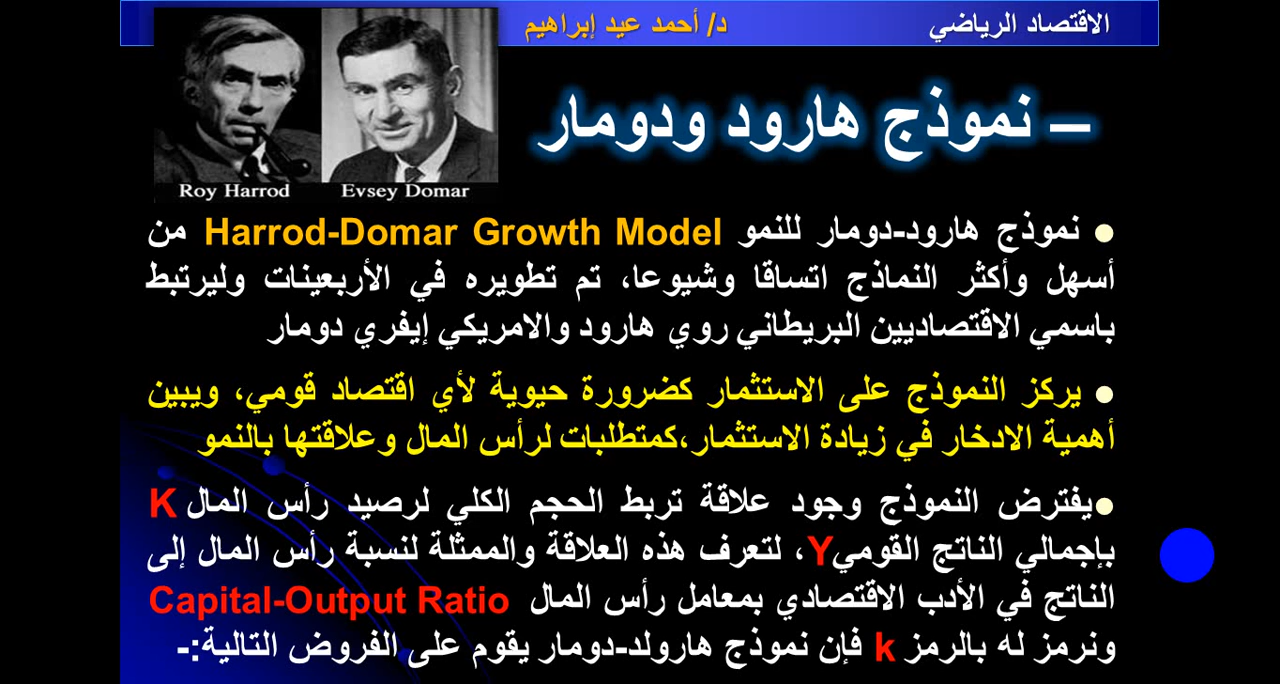 الاقتصاد الرياضي
د/ أحمد عيد إبراهيم
– نموذج هارود ودومار
Roy Harrod
Evsey Domar
● نموذج هارود-دومار للنمو Harrod-Domar Growth Model من
أسهل وأكثر النماذج اتساقا وشيوعا، تم تطويره في الأربعينات وليرتبط
باسمي الاقتصاديين البريطاني روي هارود والامريكي إيفري دومار
● يركز النموذج على الاستثمار كضرورة حيوية لأي اقتصاد قومي، ويبين
أهمية الادخار في زيادة الاستثمار،كمتطلبات لرأس المال وعلاقتها بالنمو
●يفترض النموذج وجود علاقة تربط الحجم الكلي لرصيد رأس المال K
بإجمالي الناتج القوميY، لتعرف هذه العلاقة والممثلة لنسبة رأس المال إلى
الناتج في الأدب الاقتصادي بمعامل رأس المال Capital-Output Ratio
ونرمز له بالرمز k فإن نموذج هارولد-دومار يقوم على الفروض التالية:-